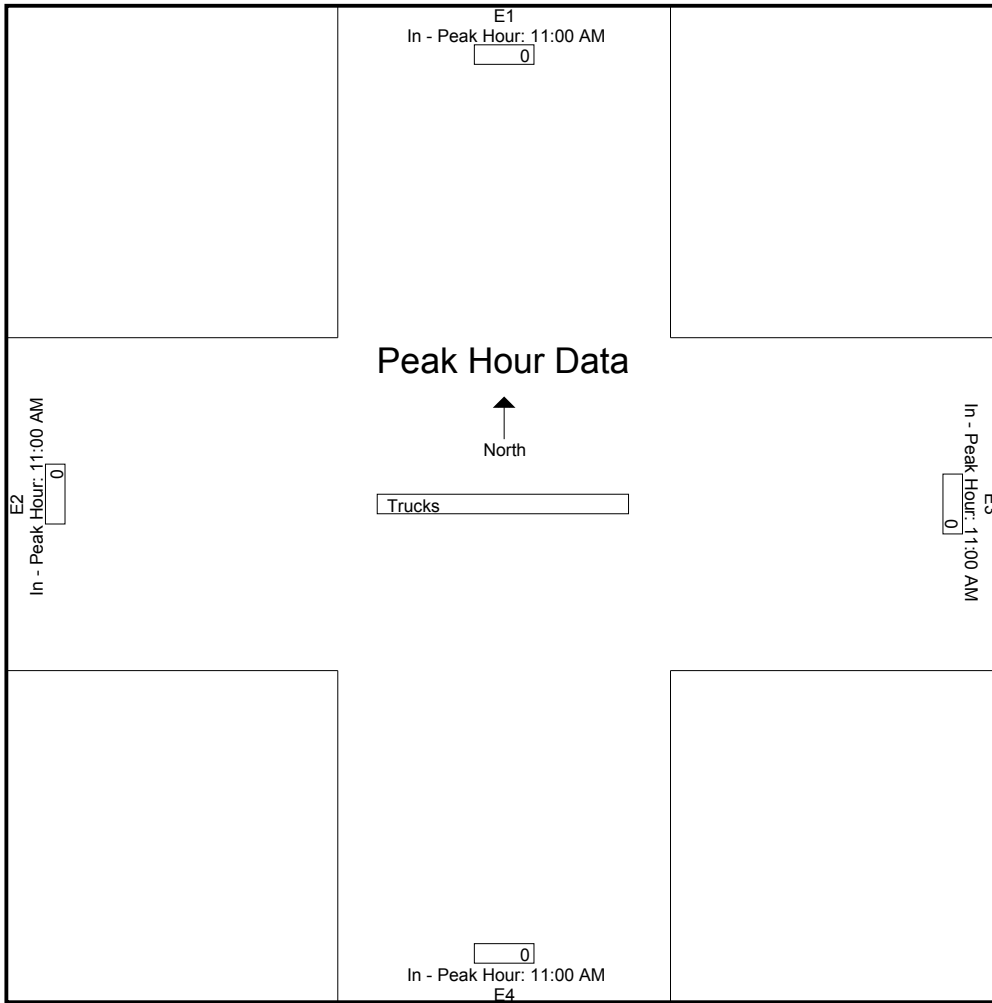 E1
In - Peak Hour: 11:00 AM
0
Peak Hour Data
North
Trucks
E2
In - Peak Hour: 11:00 AM
0
E3
In - Peak Hour: 11:00 AM
0
0
In - Peak Hour: 11:00 AM
E4